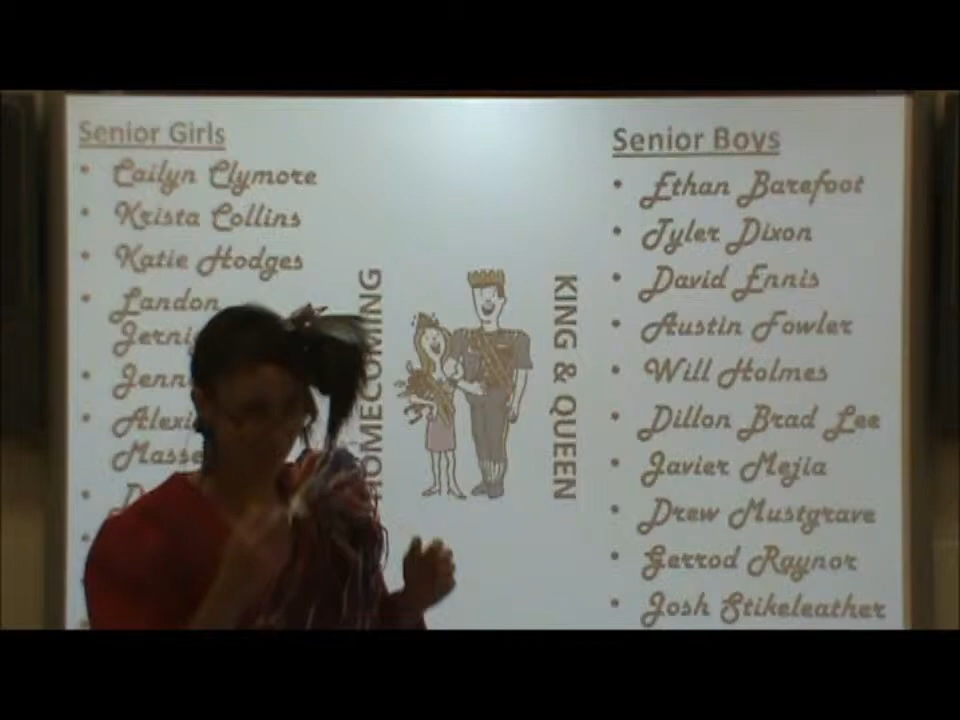 Senior Girls
• Cailyn Clymore
• Krista Collins
• Katie Hodges
• Landon
HOMECOMING
KING & QUEEN
Senior Boys
• Ethan Barefoot
• Tyler Dixon
• David Ennis
• Austin Fowler
• Will Holmes
• Dillon Brad Lee
• Javier Mejia
• Drew Mustgrave
• Gerrod Raynor
• Josh Stikeleather